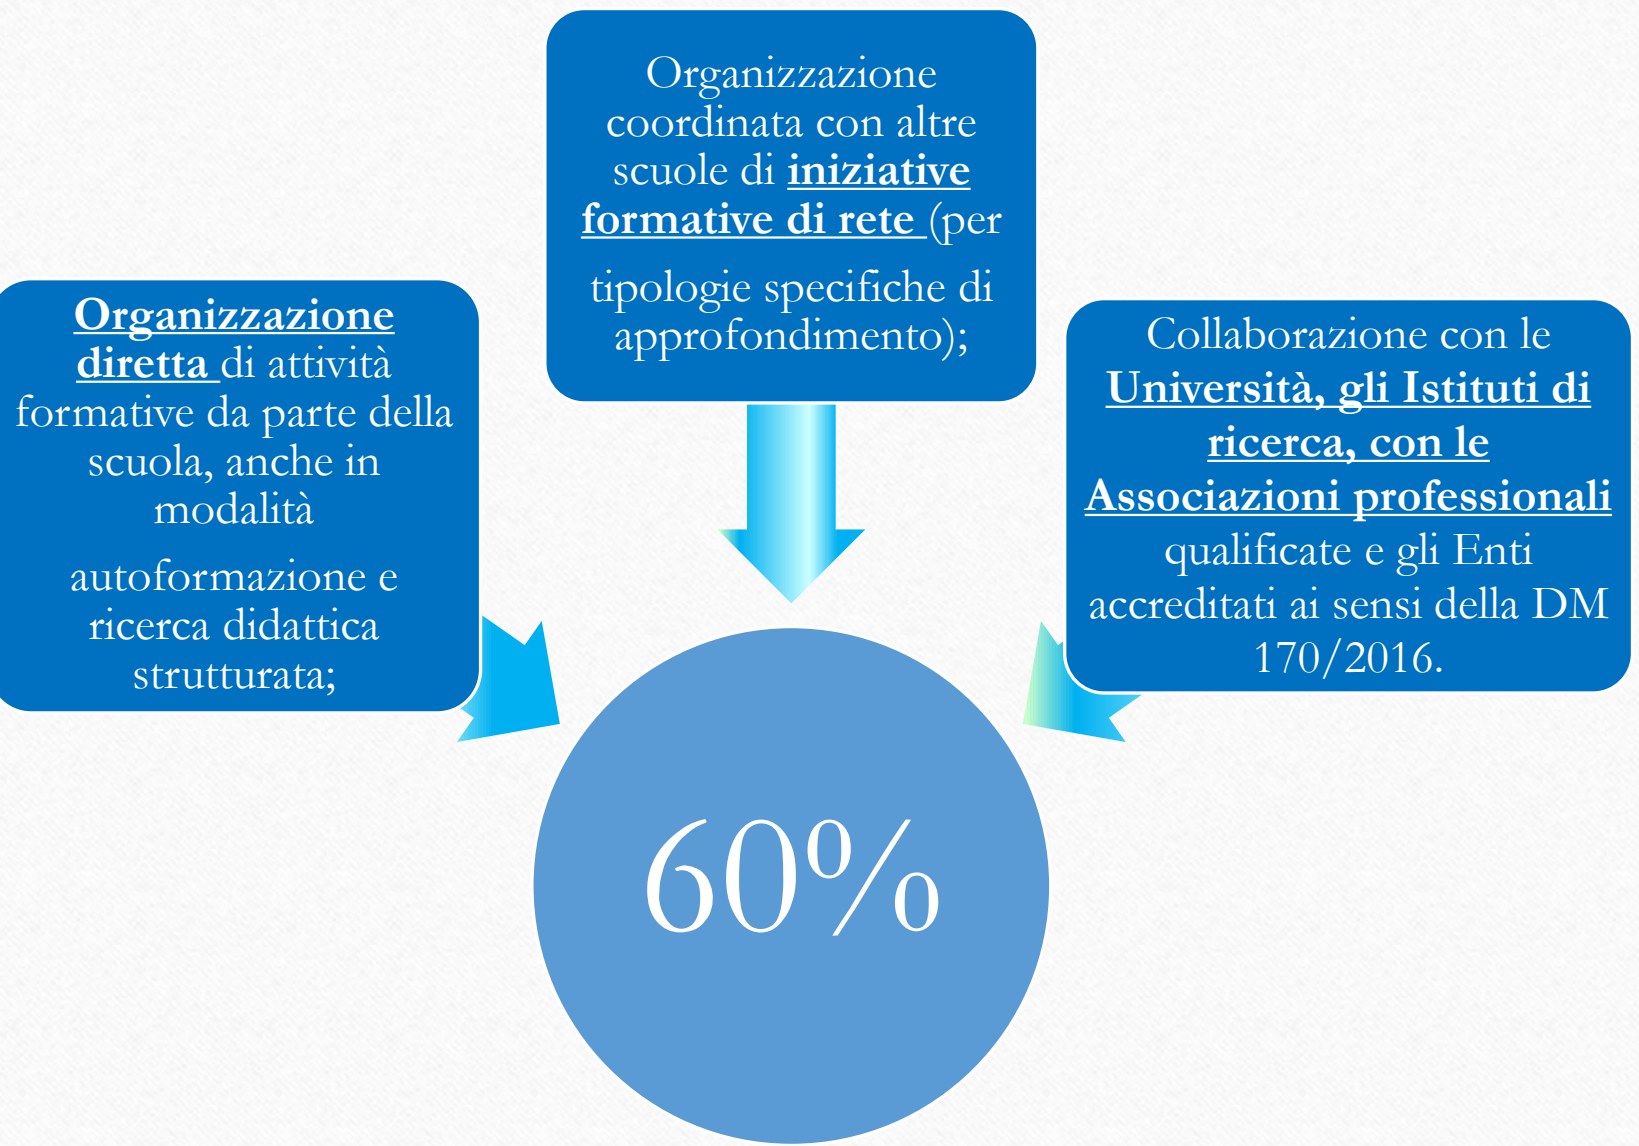 Organizzazione
diretta di attività
formative da parte della
scuola, anche in
modalità
autoformazione e
ricerca didattica
strutturata;
Organizzazione
coordinata con altre
scuole di iniziative
formative di rete (per
tipologie specifiche di
approfondimento);
Collaborazione con le
Università, gli Istituti di
ricerca, con le
Associazioni professionali
qualificate e gli Enti
accreditati ai sensi della DM
170/2016.
60%